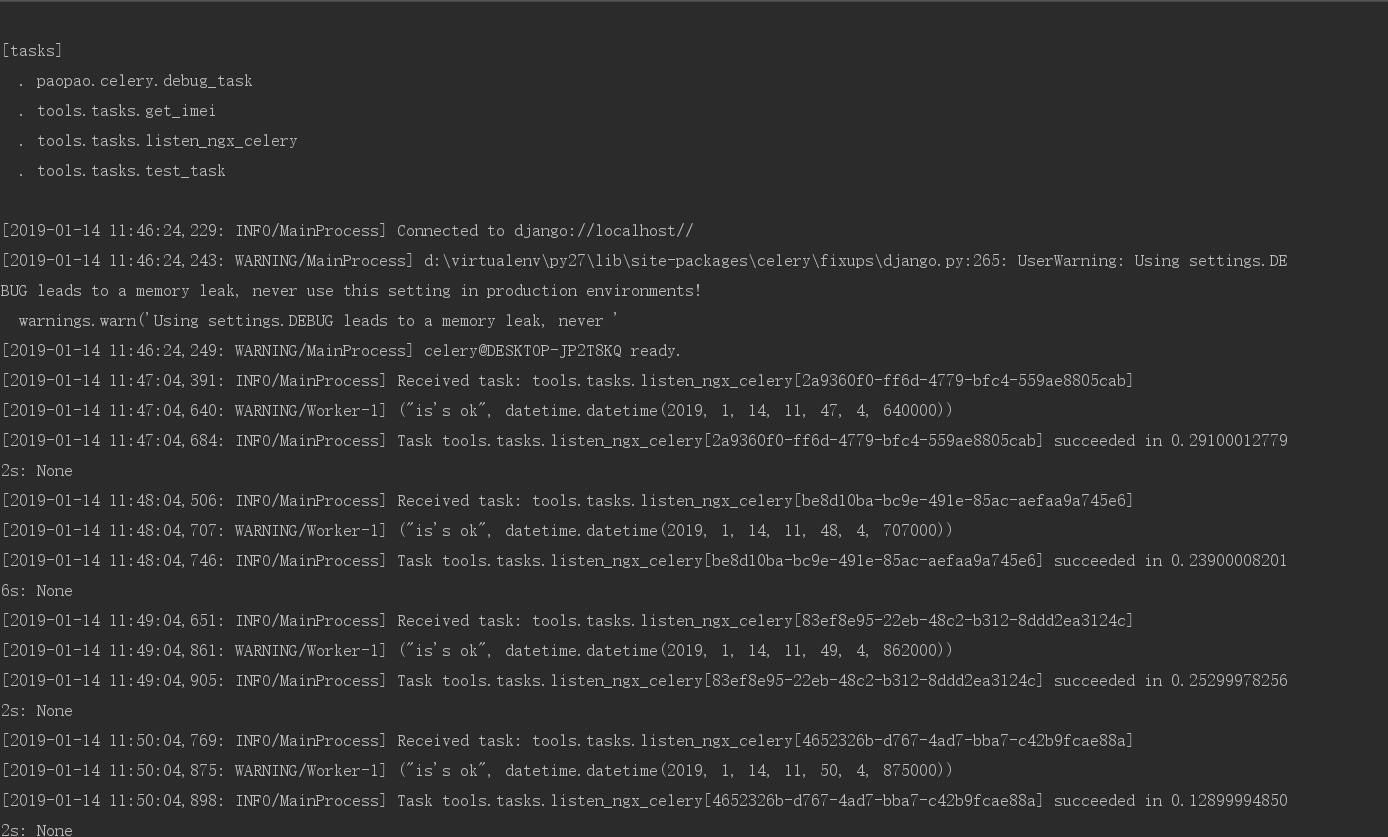 [tasks]
  . paopao.celery.debug_task
  . tools.tasks.get_imei
  . tools.tasks.listen_ngx_celery
  . tools.tasks.test_task
[2019-01-14 11:46:24,229: INFO/MainProcess] Connected to django://localhost//
[2019-01-14 11:46:24,243: WARNING/MainProcess] d:\virtualenv\py27\lib\site-packages\celery\fixups\django.py:265: UserWarning: Using settings.DE
BUG leads to a memory leak, never use this setting in production environments!
  warnings.warn('Using settings.DEBUG leads to a memory leak, never '
[2019-01-14 11:46:24,249: WARNING/MainProcess] celery@DESKTOP-JP2T8KQ ready.
[2019-01-14 11:47:04,391: INFO/MainProcess] Received task: tools.tasks.listen_ngx_celery[2a9360f0-ff6d-4779-bfc4-559ae8805cab]
[2019-01-14 11:47:04,640: WARNING/Worker-1] ("is's ok", datetime.datetime(2019, 1, 14, 11, 47, 4, 640000))
[2019-01-14 11:47:04,684: INFO/MainProcess] Task tools.tasks.listen_ngx_celery[2a9360f0-ff6d-4779-bfc4-559ae8805cab] succeeded in 0.29100012779
2s: None
[2019-01-14 11:48:04,506: INFO/MainProcess] Received task: tools.tasks.listen_ngx_celery[be8d10ba-bc9e-491e-85ac-aefaa9a745e6]
[2019-01-14 11:48:04,707: WARNING/Worker-1] ("is's ok", datetime.datetime(2019, 1, 14, 11, 48, 4, 707000))
[2019-01-14 11:48:04,746: INFO/MainProcess] Task tools.tasks.listen_ngx_celery[be8d10ba-bc9e-491e-85ac-aefaa9a745e6] succeeded in 0.23900008201
6s: None
[2019-01-14 11:49:04,651: INFO/MainProcess] Received task: tools.tasks.listen_ngx_celery[83ef8e95-22eb-48c2-b312-8ddd2ea3124c]
[2019-01-14 11:49:04,861: WARNING/Worker-1] ("is's ok", datetime.datetime(2019, 1, 14, 11, 49, 4, 862000))
[2019-01-14 11:49:04,905: INFO/MainProcess] Task tools.tasks.listen_ngx_celery[83ef8e95-22eb-48c2-b312-8ddd2ea3124c] succeeded in 0.25299978256
2s: None
[2019-01-14 11:50:04,769: INFO/MainProcess] Received task: tools.tasks.listen_ngx_celery[4652326b-d767-4ad7-bba7-c42b9fcae88a]
[2019-01-14 11:50:04,875: WARNING/Worker-1] ("is's ok", datetime.datetime(2019, 1, 14, 11, 50, 4, 875000))
[2019-01-14 11:50:04,898: INFO/MainProcess] Task tools.tasks.listen_ngx_celery[4652326b-d767-4ad7-bba7-c42b9fcae88a] succeeded in 0.12899994850
2s: None